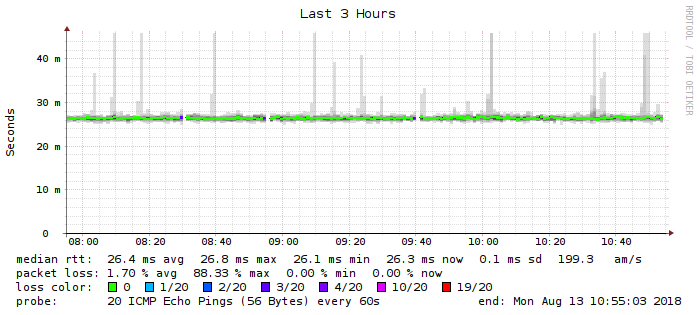 Last 3 Hours
RRDTOOL / TOBI OETIKER
Seconds
40 m
30 m
20 m
10 m
0
08:00 08:20 08:40 09:00 09:20 09:40 10:00 10:20 10:40
median rtt: 26.4 ms avg 26.8 ms max 26.1 ms min 26.3 ms now 0.1 ms sd 199.3 am/s
packet loss: 1.70 % avg 88.33 % max 0.00 % min 0.00 % now
loss color: 0 1/20 2/20 3/20 4/20 10/20 19/20
probe: 20 ICMP Echo Pings (56 Bytes) every 60s end: Mon Aug 13 10:55:03 2018